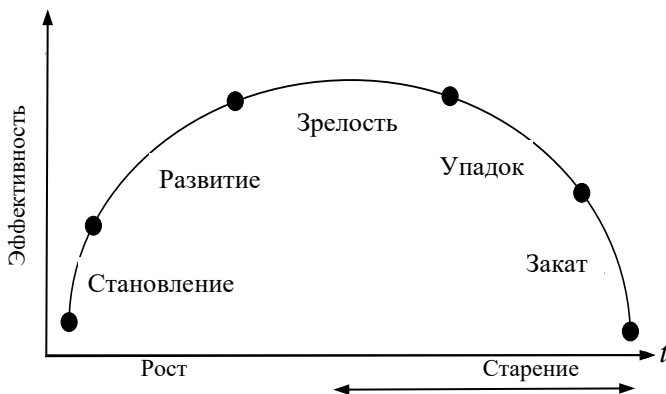 Эффективность
Зрелость
Развитие
Упадок
Становление
Закат
t
Рост
Старение